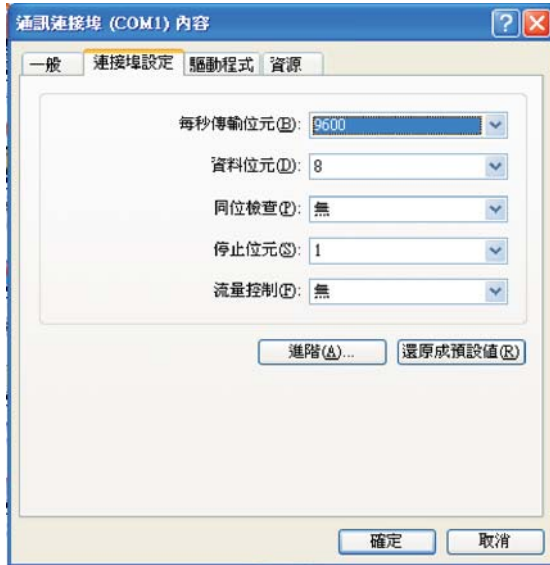 通訊連接埠 (COM1) 內容
一般 連接埠設定 驅動程式 資源
每秒傳輸位元(B): 9600
資料位元(D): 8
同位檢查(P): 無
停止位元(S): 1
流量控制(F): 無
進階(A)... 還原成預設值(R)
確定 取消